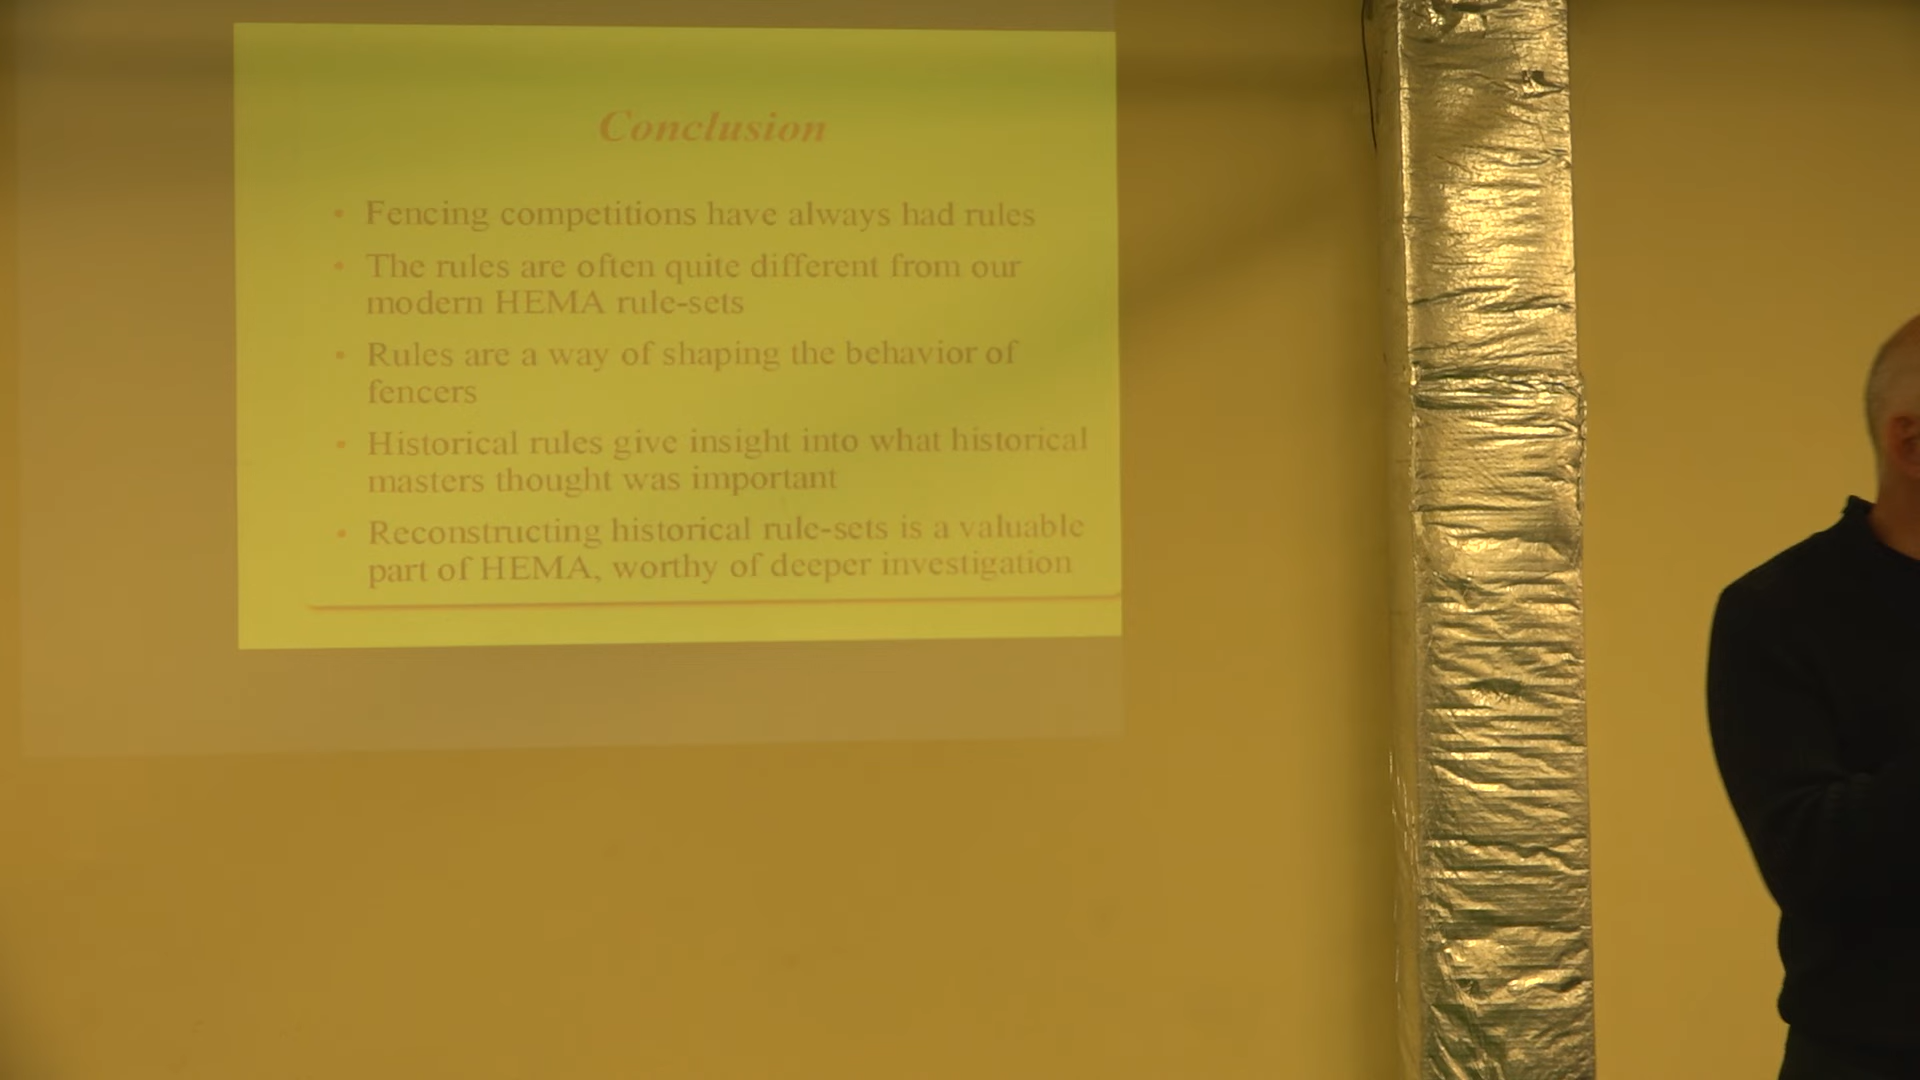 Conclusion
• Fencing competitions have always had rules
• The rules are often quite different from our
modern HEMA rule-sets
• Rules are a way of shaping the behavior of
fencers
• Historical rules give insight into what historical
masters thought was important
• Reconstructing historical rule-sets is a valuable
part of HEMA, worthy of deeper investigation